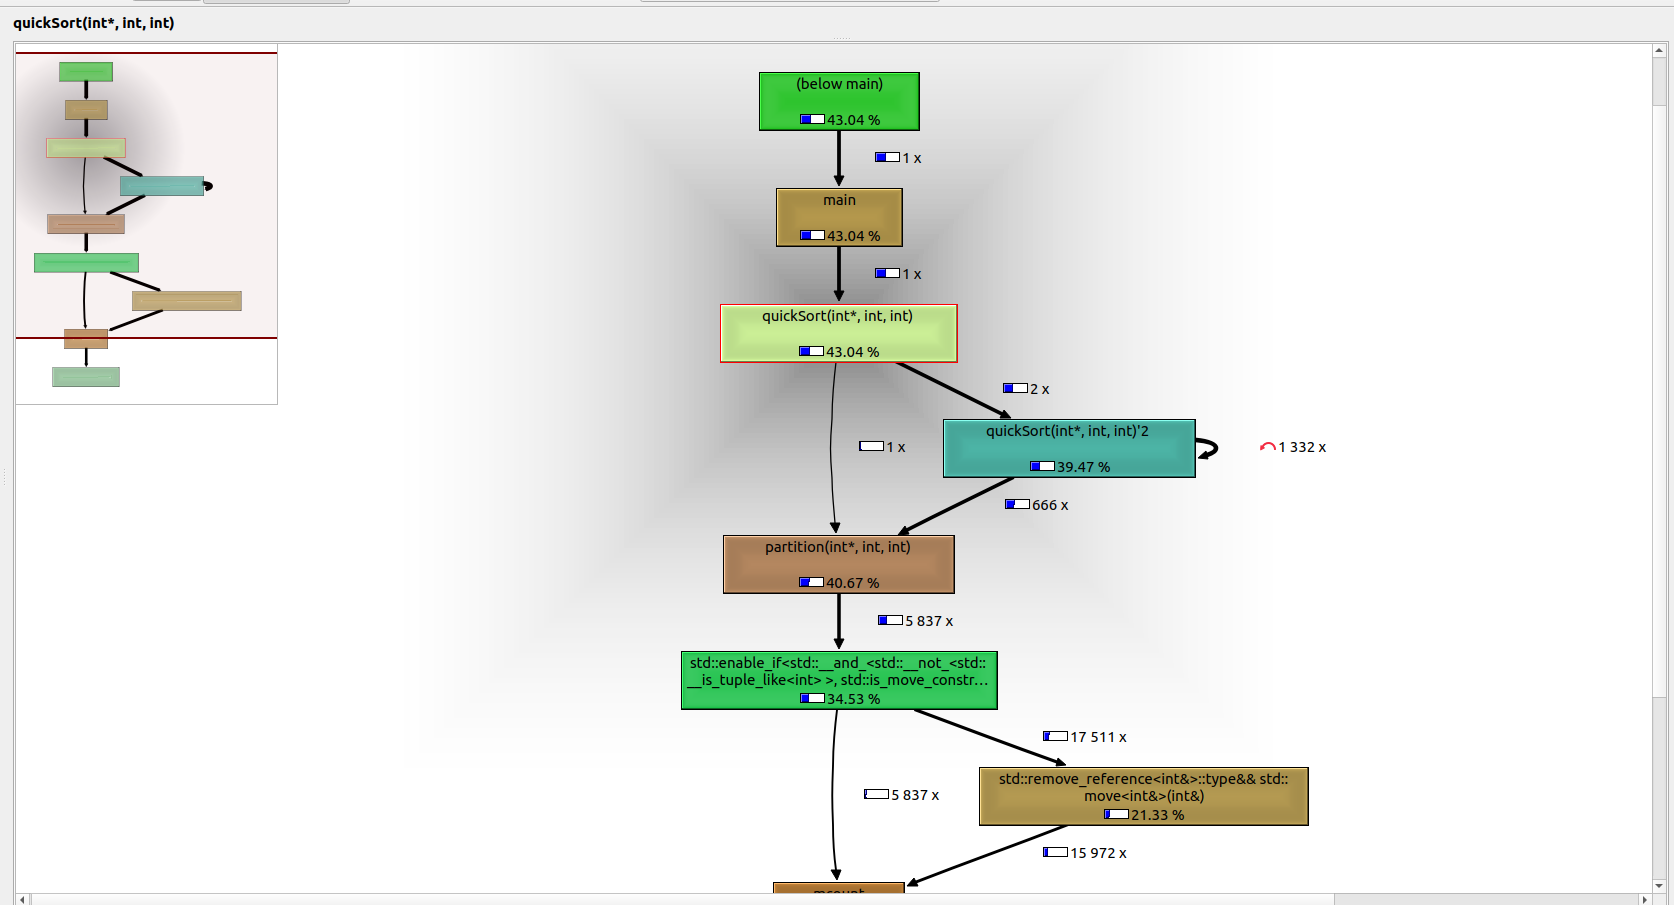 quickSort(int*, int, int)
(below main)
43.04 %
1 x
main
43.04 %
1 x
quickSort(int*, int, int)
43.04 %
2 x
quickSort(int*, int, int)'2
39.47 %
1 x
1 332 x
666 x
partition(int*, int, int)
40.67 %
5 837 x
std::enable_if<std::__and_<std::__not_<std::
__is_tuple_like<int> >, std::is_move_constr...
34.53 %
17 511 x
std::remove_reference<int&>::type&& std::
move<int&>(int&)
21.33 %
5 837 x
15 972 x
mcount